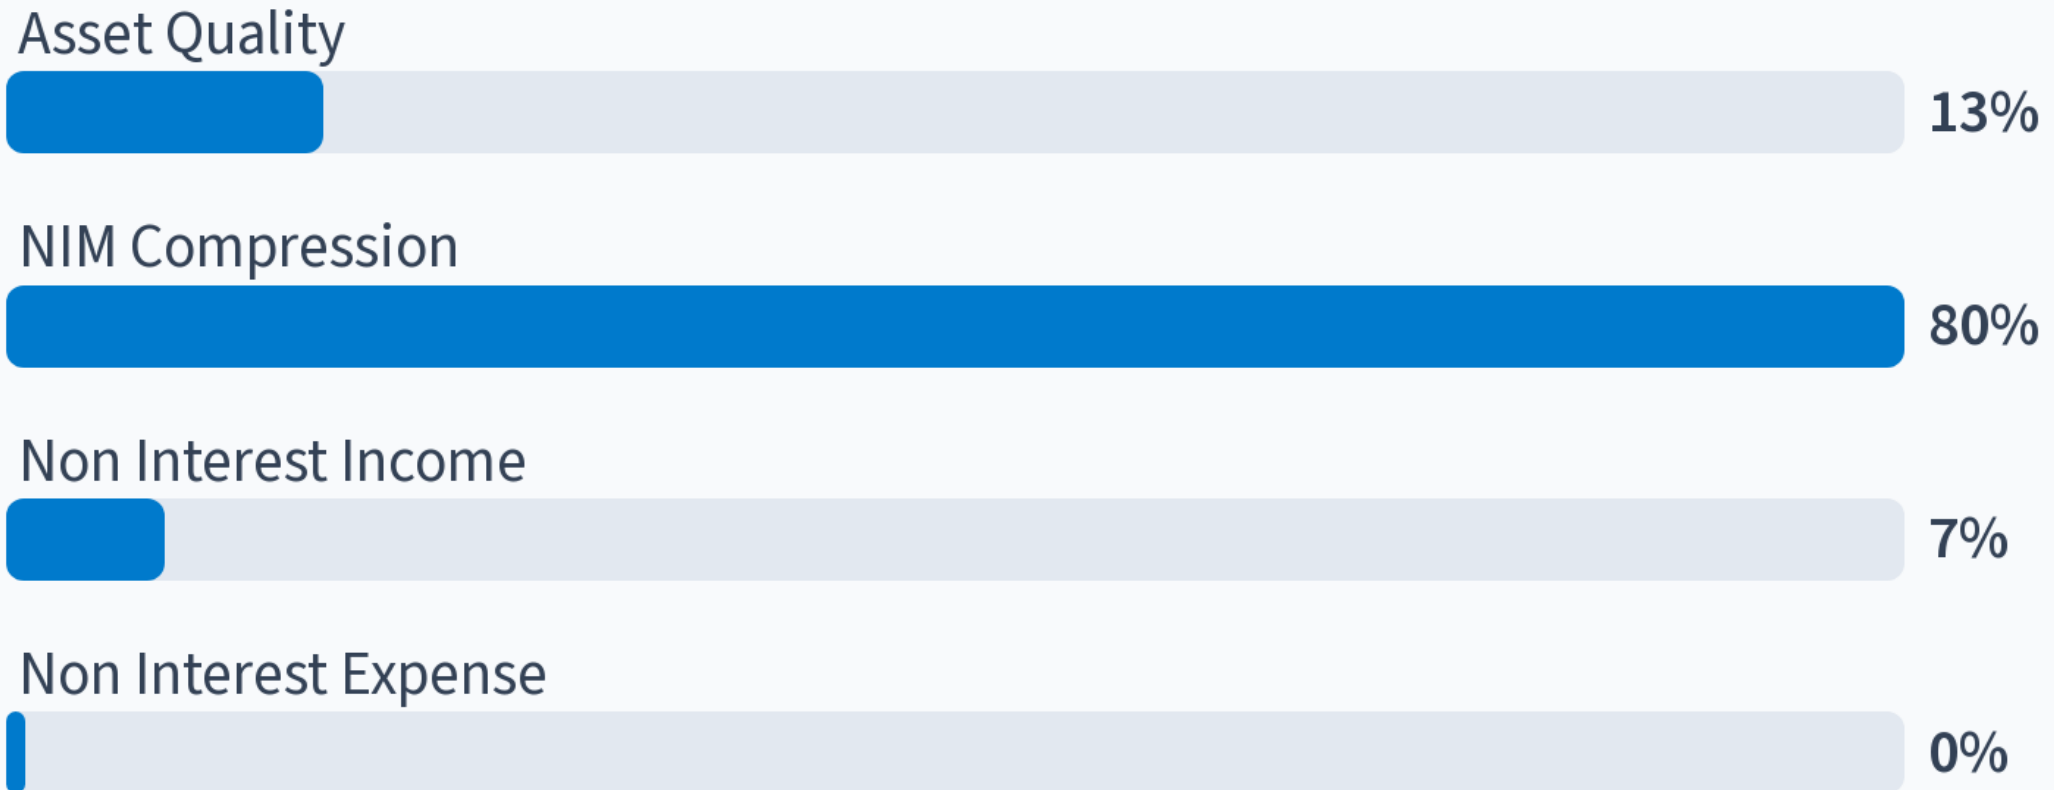 Asset Quality
13%
NIM Compression
80%
Non Interest Income
7%
Non Interest Expense
0%